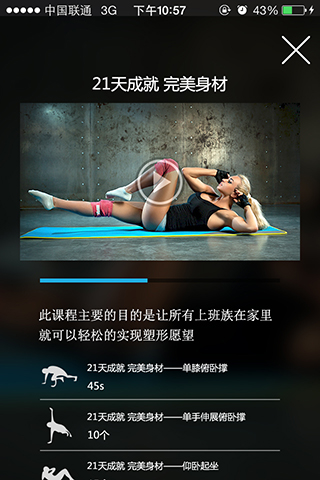 中国联通 3G 下午10:57 43%
21天成就 完美身材
此课程主要的目的是让所有上班族在家里
就可以轻松的实现塑形愿望
21天成就 完美身材——单膝俯卧撑
45s
21天成就 完美身材——单手伸展俯卧撑
10个
21天成就 完美身材——仰卧起坐